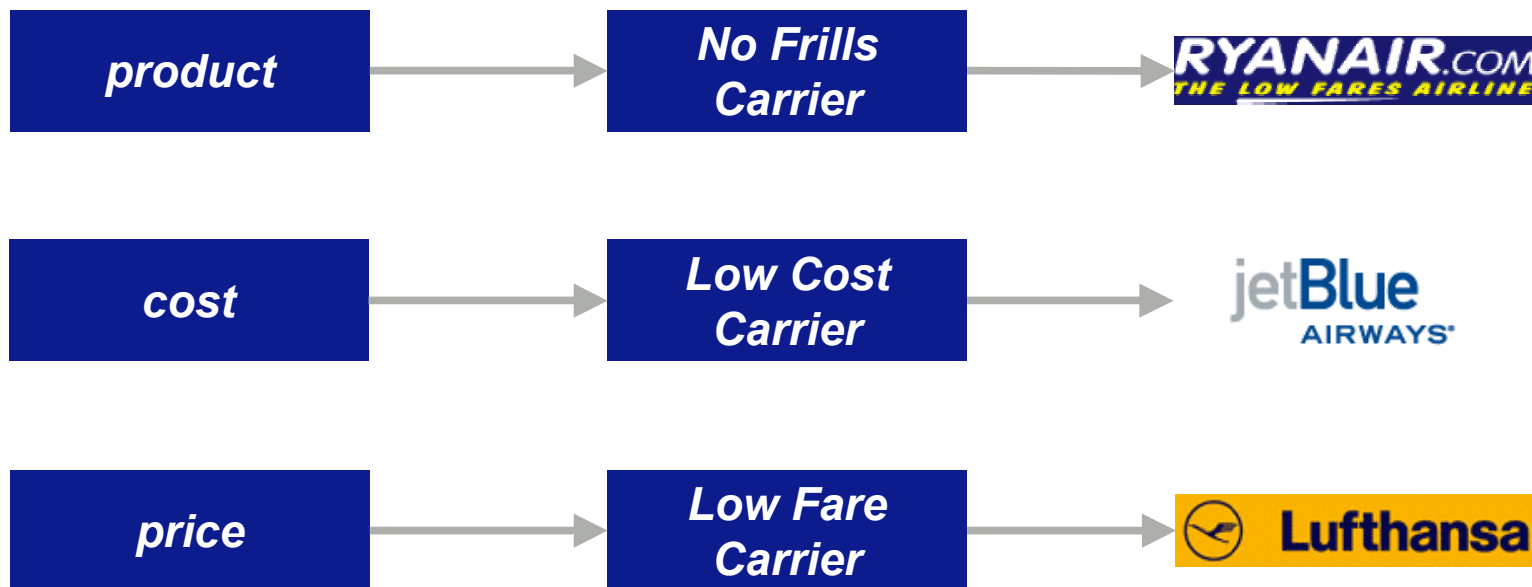 product
No Frills
Carrier
RYANAIR.COM
THE LOW FARES AIRLINE
cost
Low Cost
Carrier
jetBlue
AIRWAYS®
price
Low Fare
Carrier
Lufthansa